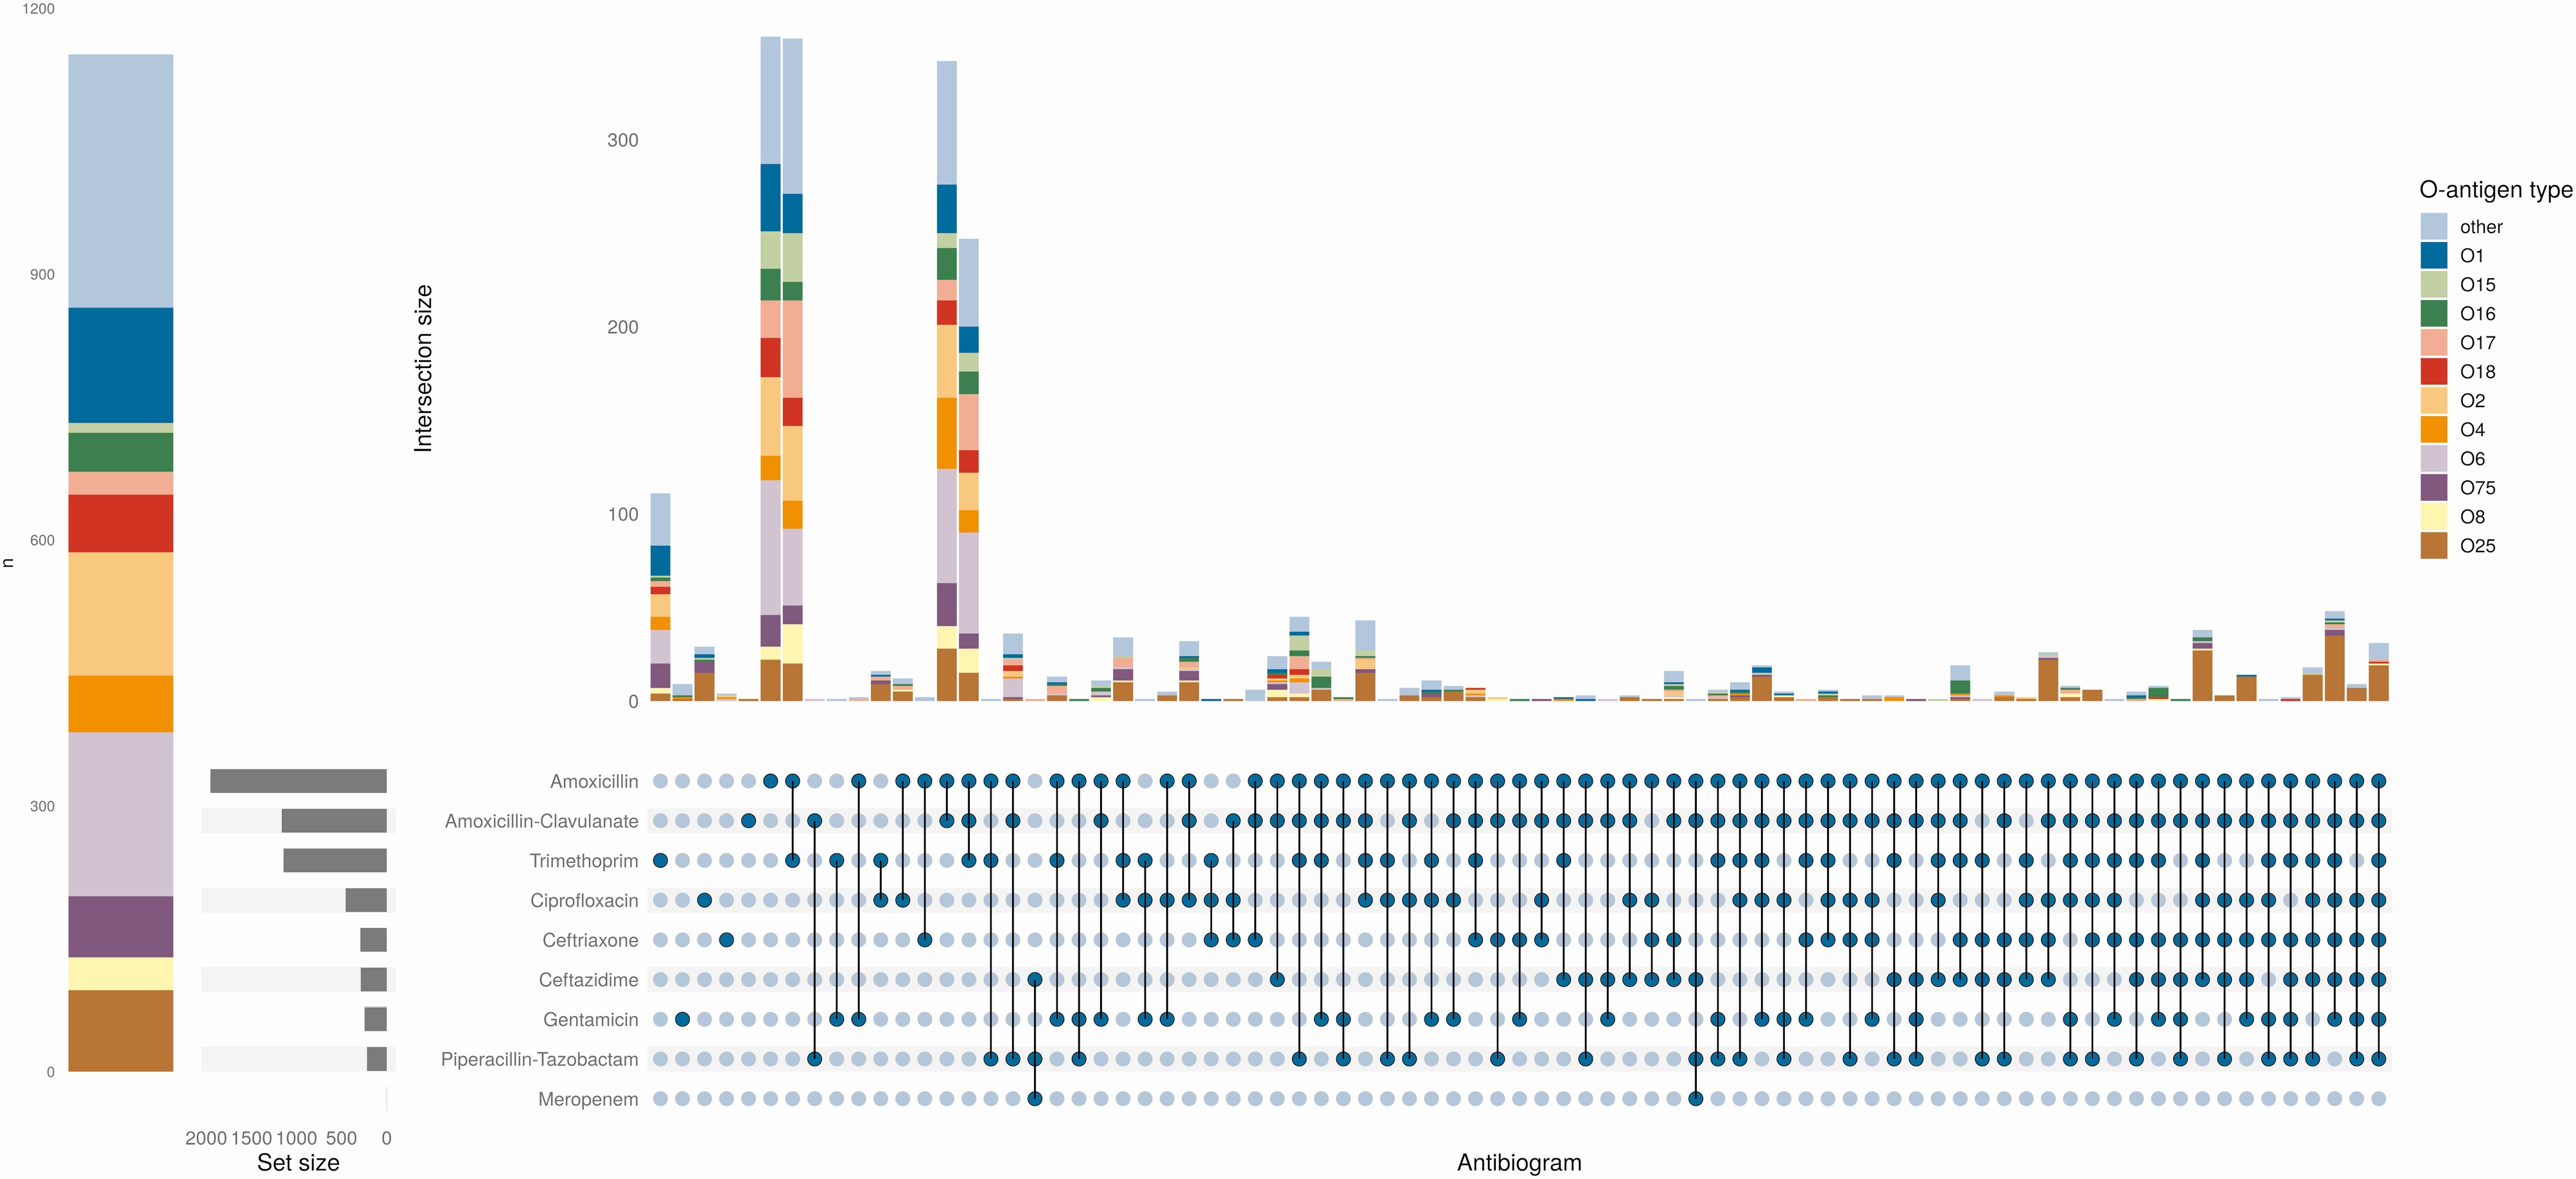 1200
900
600
300
0
n
Intersection size
300
200
100
0
O-antigen type
other
O1
O15
O16
O17
O18
O2
O4
O6
O75
O8
O25
Amoxicillin
Amoxicillin-Clavulanate
Trimethoprim
Ciprofloxacin
Ceftriaxone
Ceftazidime
Gentamicin
Piperacillin-Tazobactam
Meropenem
2000 1500 1000 500 0
Set size
Antibiogram